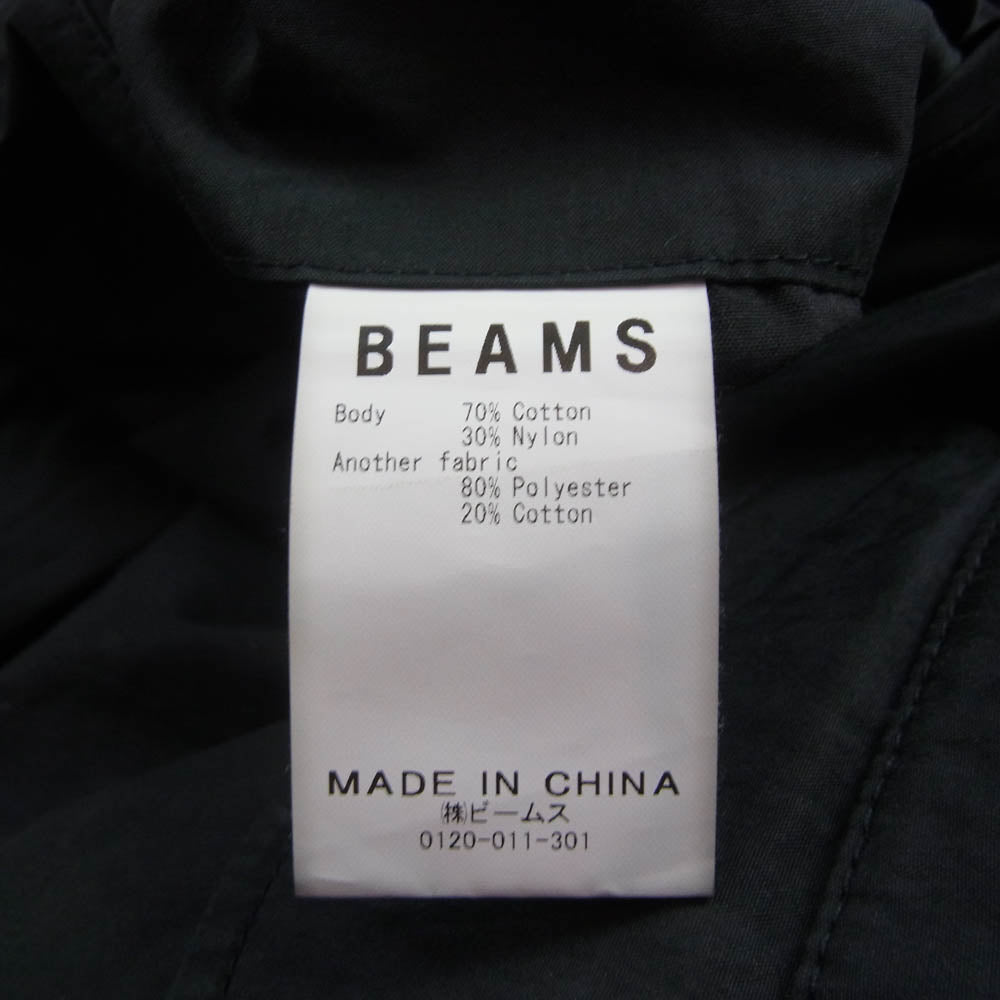 BEAMS
Body 70% Cotton
30% Nylon
Another fabric
80% Polyester
20% Cotton
MADE IN CHINA
㈱ビームス
0120-011-301